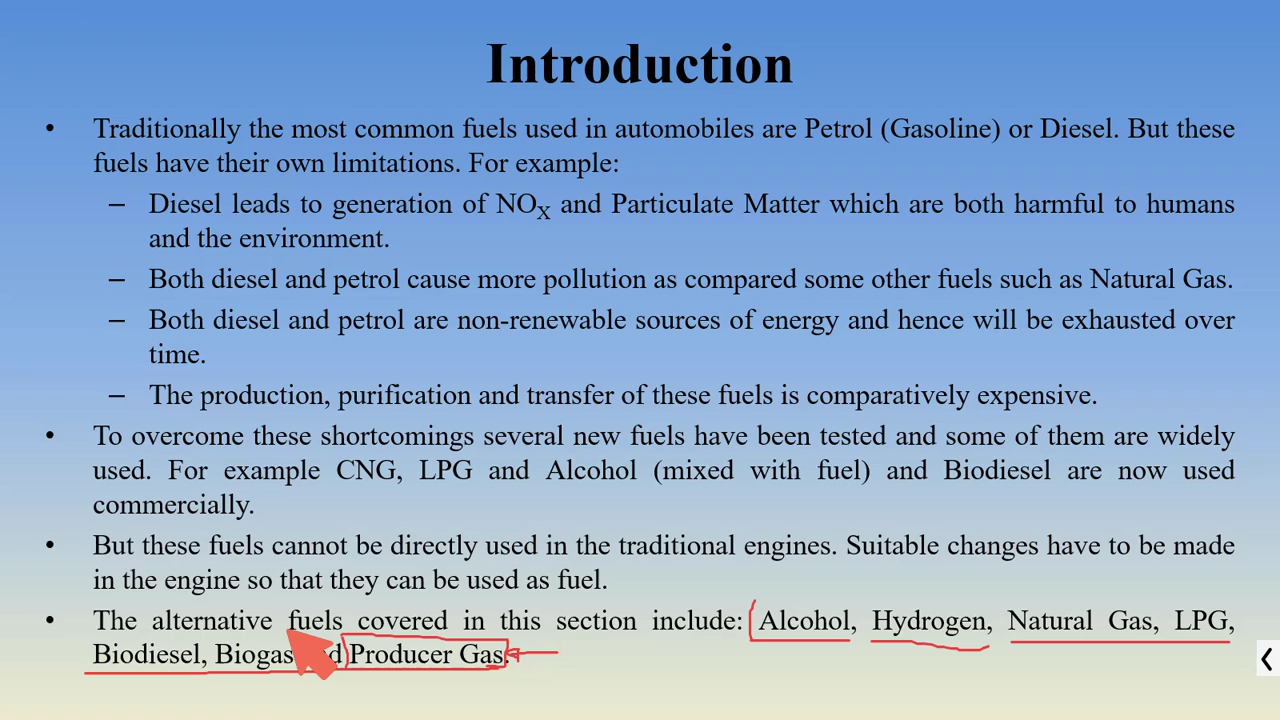 Introduction
• Traditionally the most common fuels used in automobiles are Petrol (Gasoline) or Diesel. But these
fuels have their own limitations. For example:
– Diesel leads to generation of NOX and Particulate Matter which are both harmful to humans
and the environment.
– Both diesel and petrol cause more pollution as compared some other fuels such as Natural Gas.
– Both diesel and petrol are non-renewable sources of energy and hence will be exhausted over
time.
– The production, purification and transfer of these fuels is comparatively expensive.
• To overcome these shortcomings several new fuels have been tested and some of them are widely
used. For example CNG, LPG and Alcohol (mixed with fuel) and Biodiesel are now used
commercially.
• But these fuels cannot be directly used in the traditional engines. Suitable changes have to be made
in the engine so that they can be used as fuel.
• The alternative fuels covered in this section include: Alcohol, Hydrogen, Natural Gas, LPG,
Biodiesel, Biogas and Producer Gas.